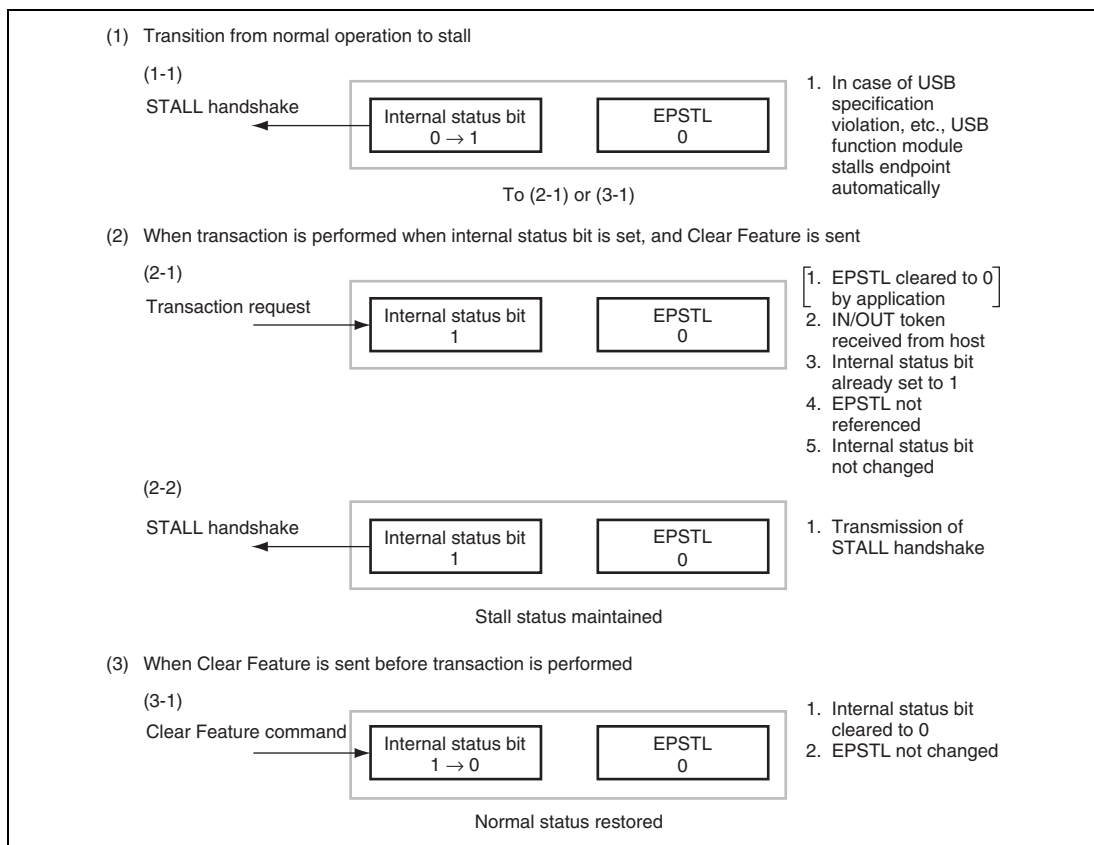 (1) Transition from normal operation to stall
(1-1)
STALL handshake
Internal status bit
0 → 1
EPSTL
0
1. In case of USB
specification
violation, etc., USB
function module
stalls endpoint
automatically
To (2-1) or (3-1)
(2) When transaction is performed when internal status bit is set, and Clear Feature is sent
(2-1)
Transaction request
Internal status bit
1
EPSTL
0
1. EPSTL cleared to 0
by application
2. IN/OUT token
received from host
3. Internal status bit
already set to 1
4. EPSTL not
referenced
5. Internal status bit
not changed
(2-2)
STALL handshake
Internal status bit
1
EPSTL
0
1. Transmission of
STALL handshake
Stall status maintained
(3) When Clear Feature is sent before transaction is performed
(3-1)
Clear Feature command
Internal status bit
1 → 0
EPSTL
0
1. Internal status bit
cleared to 0
2. EPSTL not changed
Normal status restored